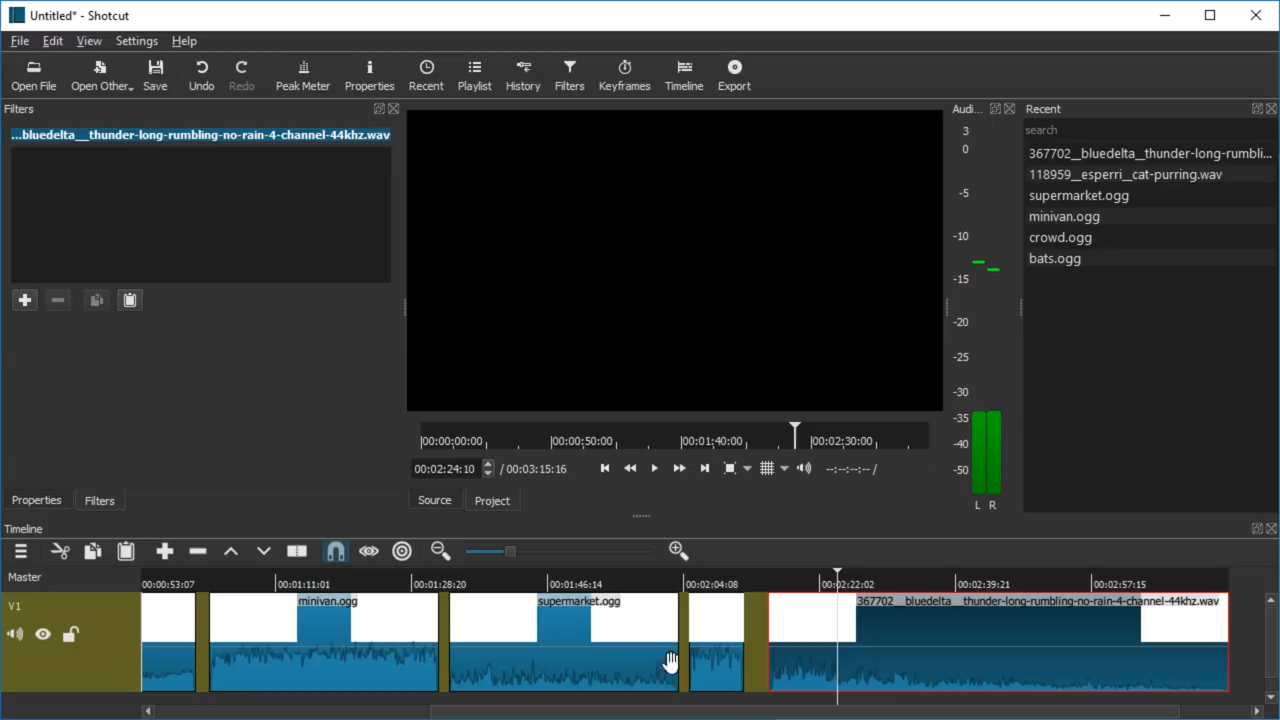 Untitled* - Shotcut
File Edit View Settings Help
Open File Open Other.. Save Undo Redo Peak Meter Properties Recent Playlist History Filters Keyframes Timeline Export
Filters
...bluedelta__thunder-long-rumbling-no-rain-4-channel-44khz.wav
Properties Filters
00:00:00:00 00:00:50:00 00:01:40:00 00:02:30:00
00:02:24:10 / 00:03:15:16 --:--:--:-- /
Source Project
Audi...
3
0
-5
-10
-15
-20
-25
-30
-35
-40
-50
L R
Recent
search
367702__bluedelta__thunder-long-rumbli...
118959__esperri__cat-purring.wav
supermarket.ogg
minivan.ogg
crowd.ogg
bats.ogg
Timeline
Master
00:00:53:07 00:01:11:01 00:01:28:20 00:01:46:14 00:02:04:08 00:02:22:02 00:02:39:21 00:02:57:15
V1
minivan.ogg supermarket.ogg 367702__bluedelta__thunder-long-rumbling-no-rain-4-channel-44khz.wav